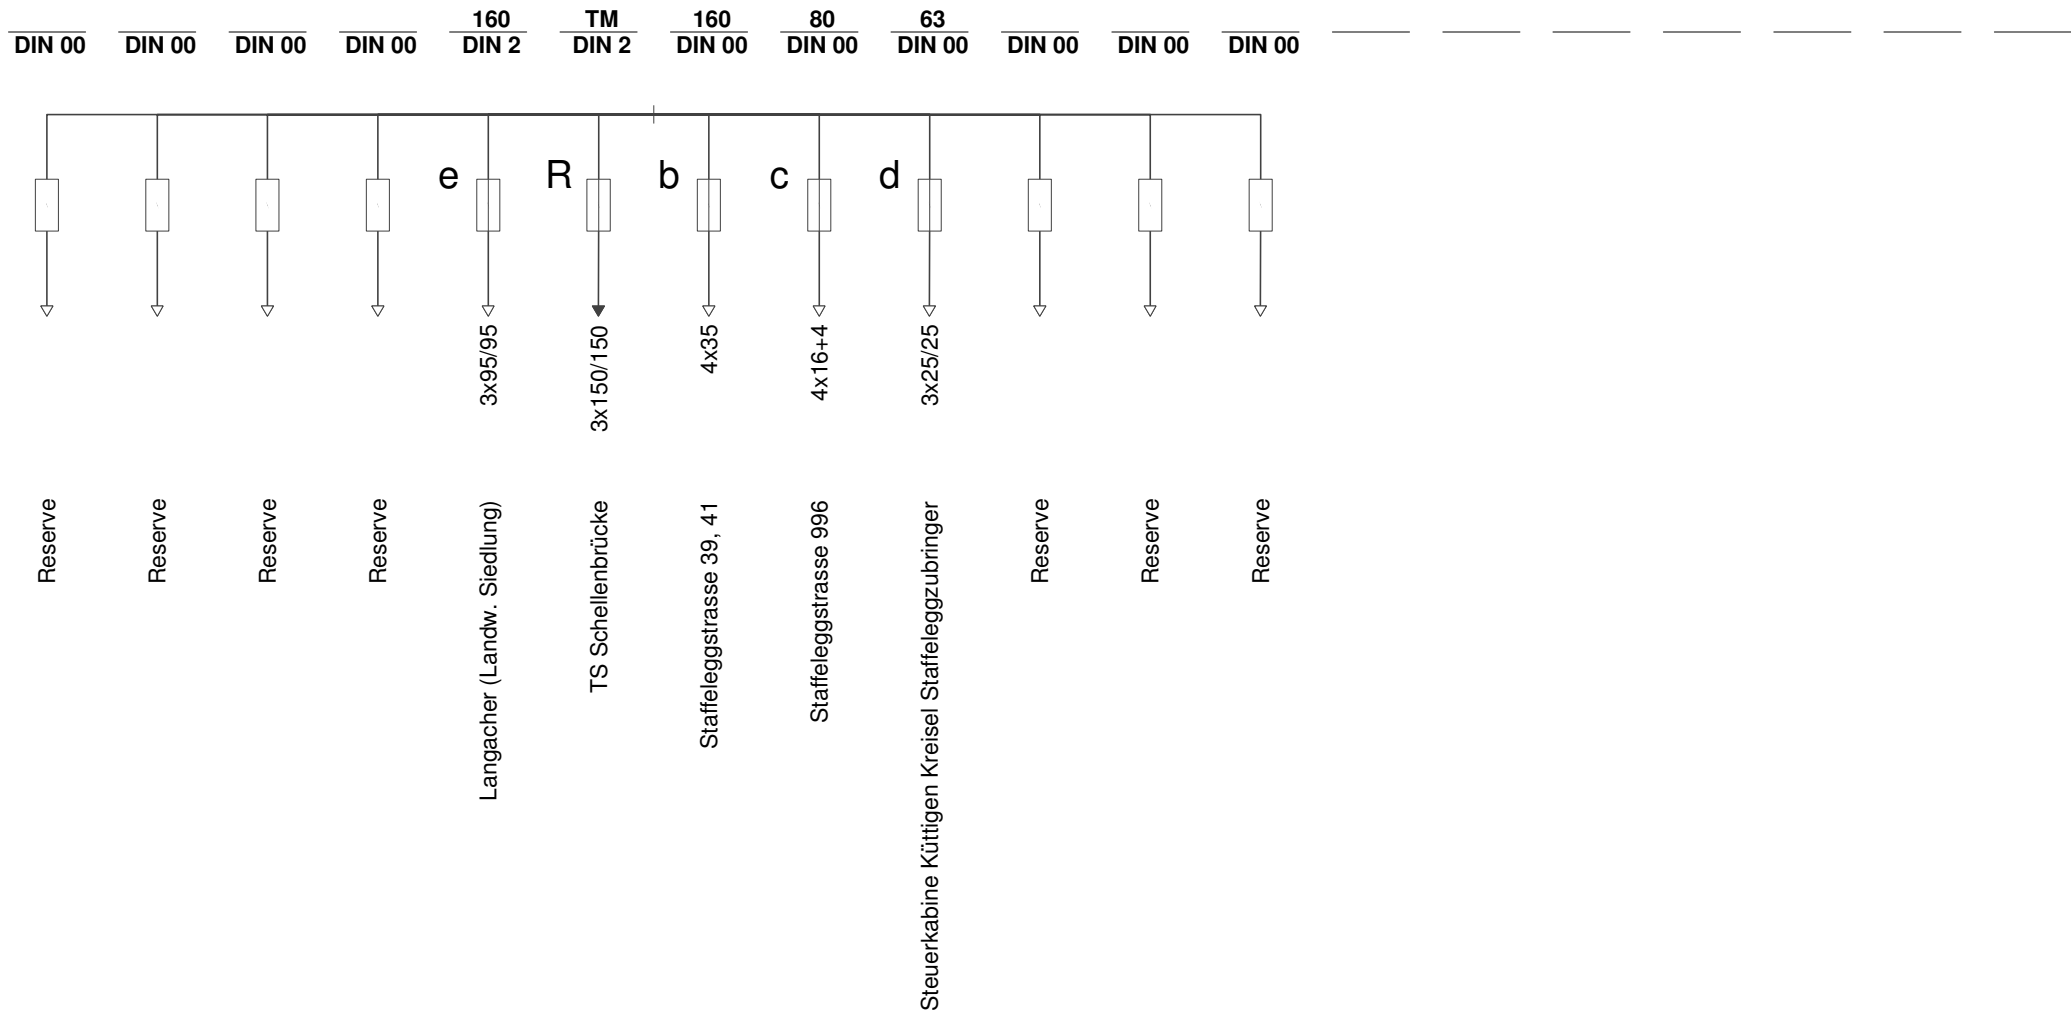 160 TM 160 80 63
DIN 00 DIN 00 DIN 00 DIN 00 DIN 2 DIN 2 DIN 00 DIN 00 DIN 00 DIN 00 DIN 00 DIN 00
e R b c d
3x95/95
3x150/150
4x35
4x16+4
3x25/25
Reserve
Reserve
Reserve
Reserve
Langacher (Landw. Siedlung)
TS Schellenbrücke
Staffeleggstrasse 39, 41
Staffeleggstrasse 996
Steuerkabine Küttigen Kreisel Staffeleggzubringer
Reserve
Reserve
Reserve